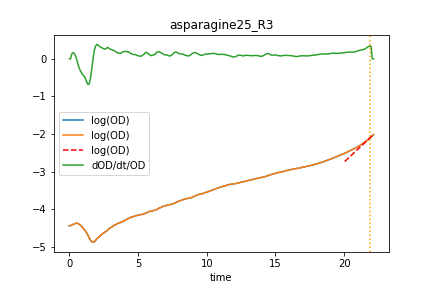 asparagine25_R3
0
−1
−2
−3
−4
−5
log(OD)
log(OD)
log(OD)
dOD/dt/OD
0 5 10 15 20
time